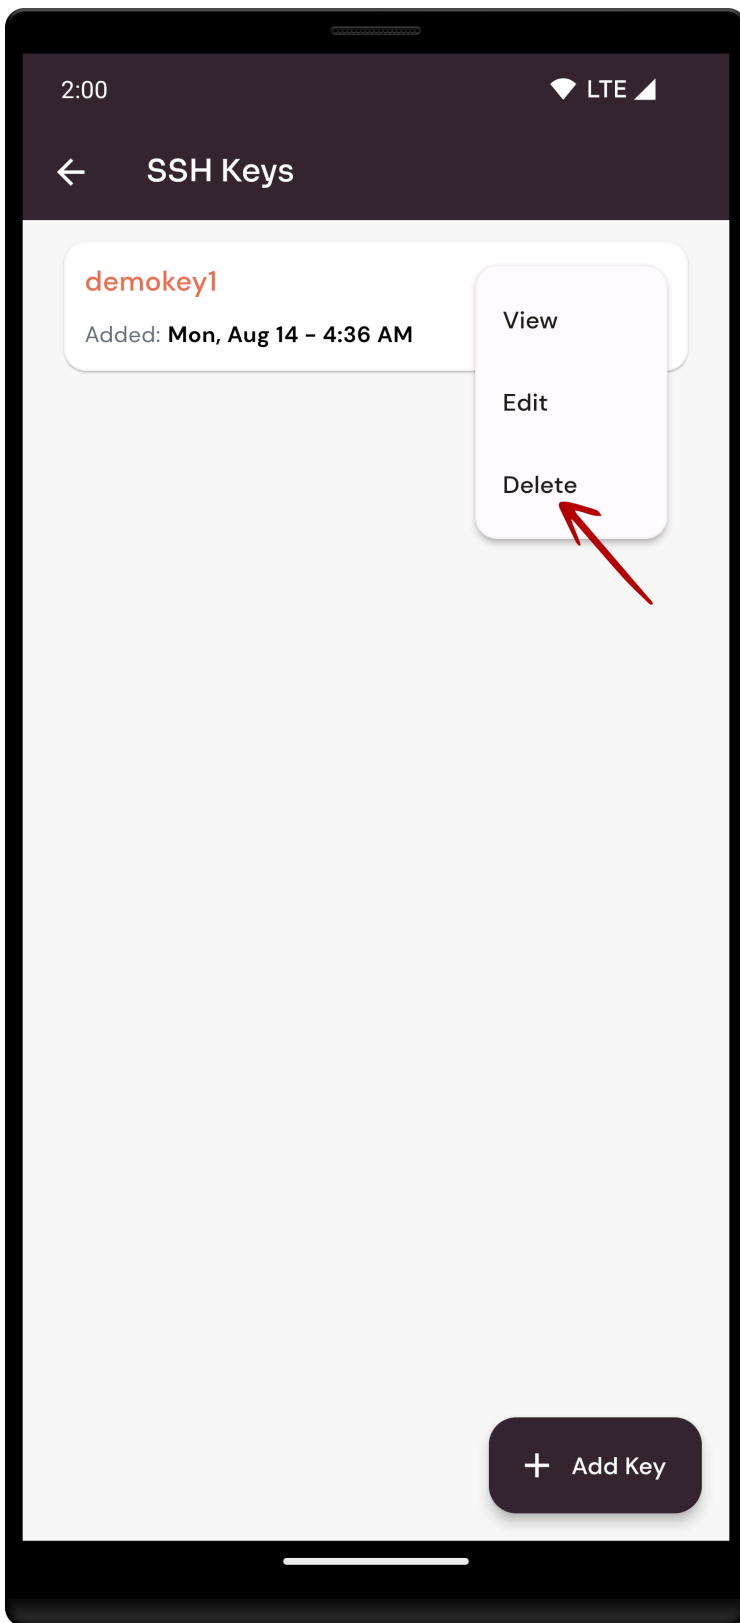 2:00 LTE
SSH Keys
demokey1
Added: Mon, Aug 14 - 4:36 AM
View
Edit
Delete
+ Add Key